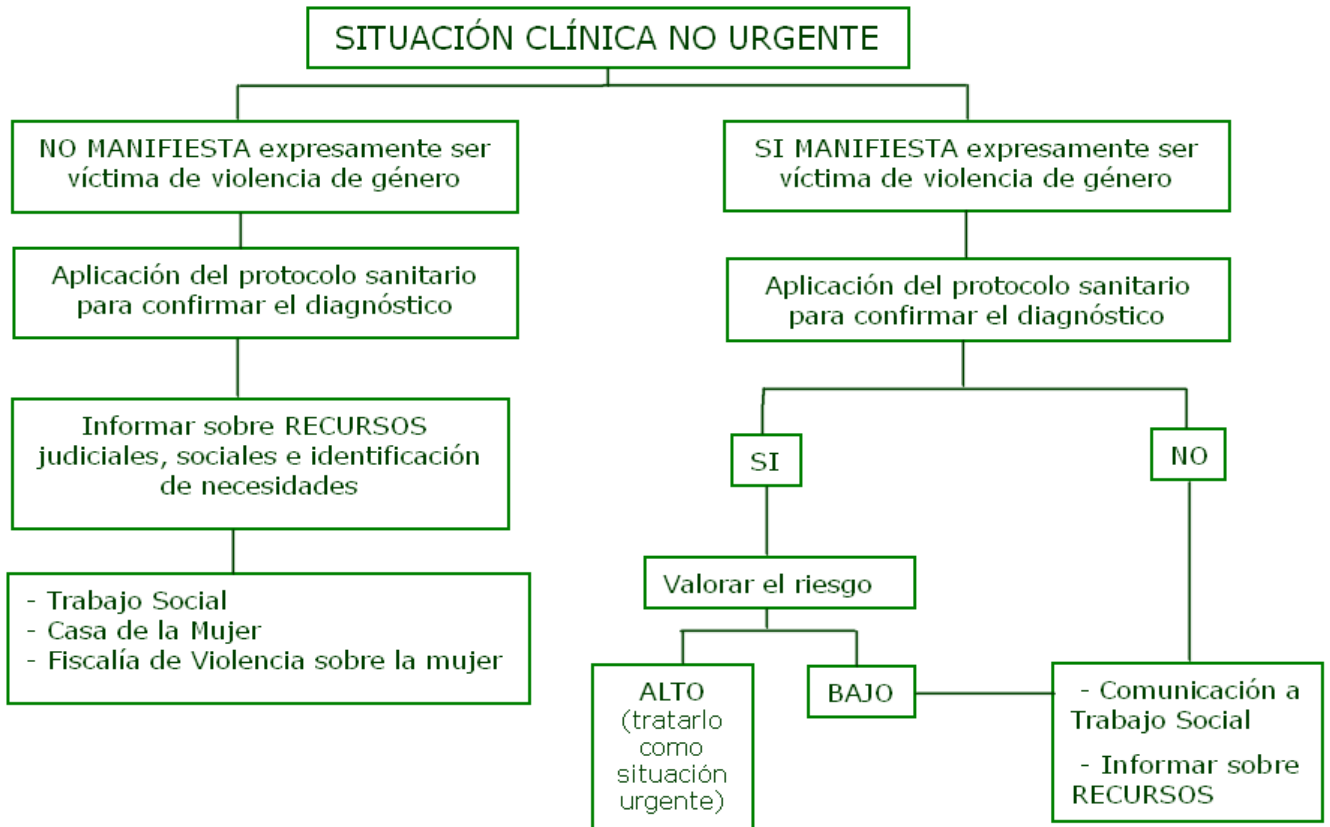 SITUACIÓN CLÍNICA NO URGENTE
NO MANIFIESTA expresamente ser
víctima de violencia de género
Aplicación del protocolo sanitario
para confirmar el diagnóstico
Informar sobre RECURSOS
judiciales, sociales e identificación
de necesidades
- Trabajo Social
- Casa de la Mujer
- Fiscalía de Violencia sobre la mujer
SI MANIFIESTA expresamente ser
víctima de violencia de género
Aplicación del protocolo sanitario
para confirmar el diagnóstico
SI
NO
Valorar el riesgo
ALTO
(tratarlo
como
situación
urgente)
BAJO
- Comunicación a
Trabajo Social
- Informar sobre
RECURSOS